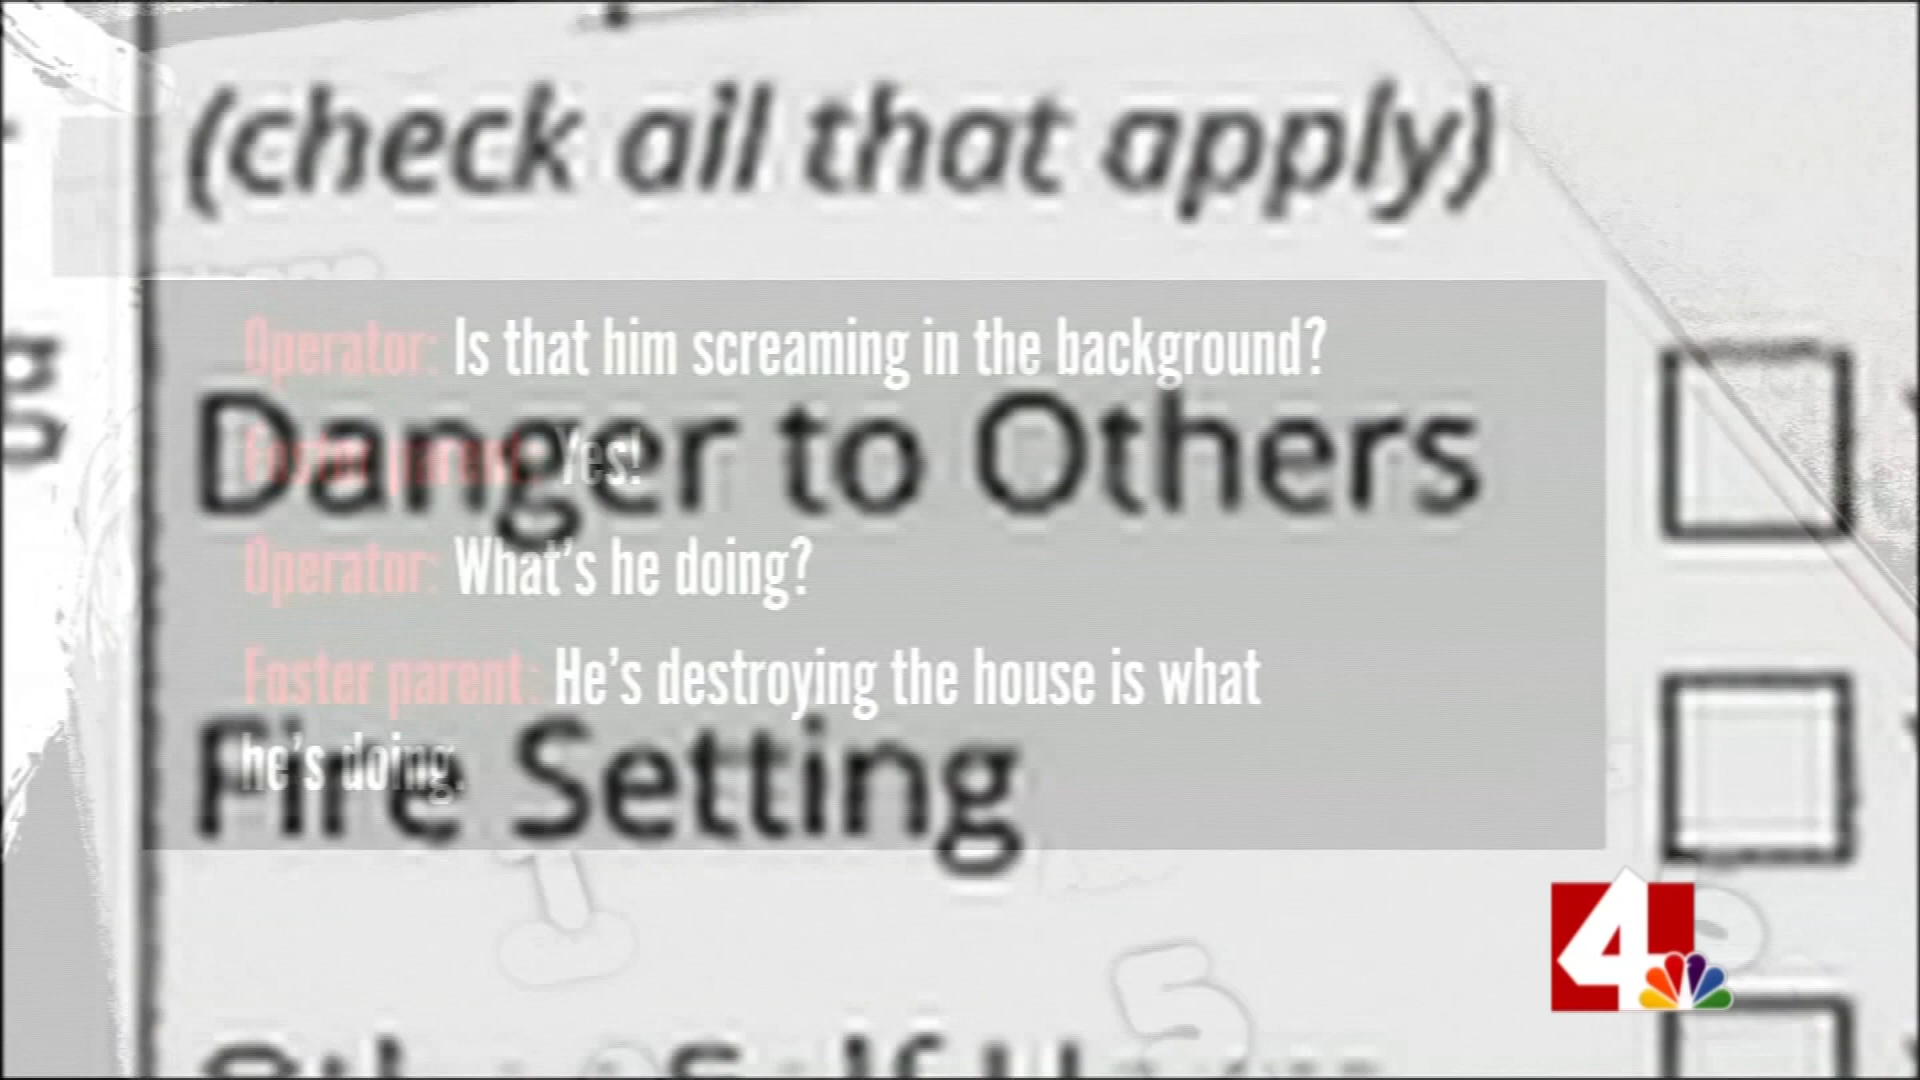 (check all that apply)
Operator: Is that him screaming in the background?
Danger to Others
Foster parent: Yes!
Operator: What's he doing?
Foster parent: He's destroying the house is what
he's doing.
Fire Setting
4
5